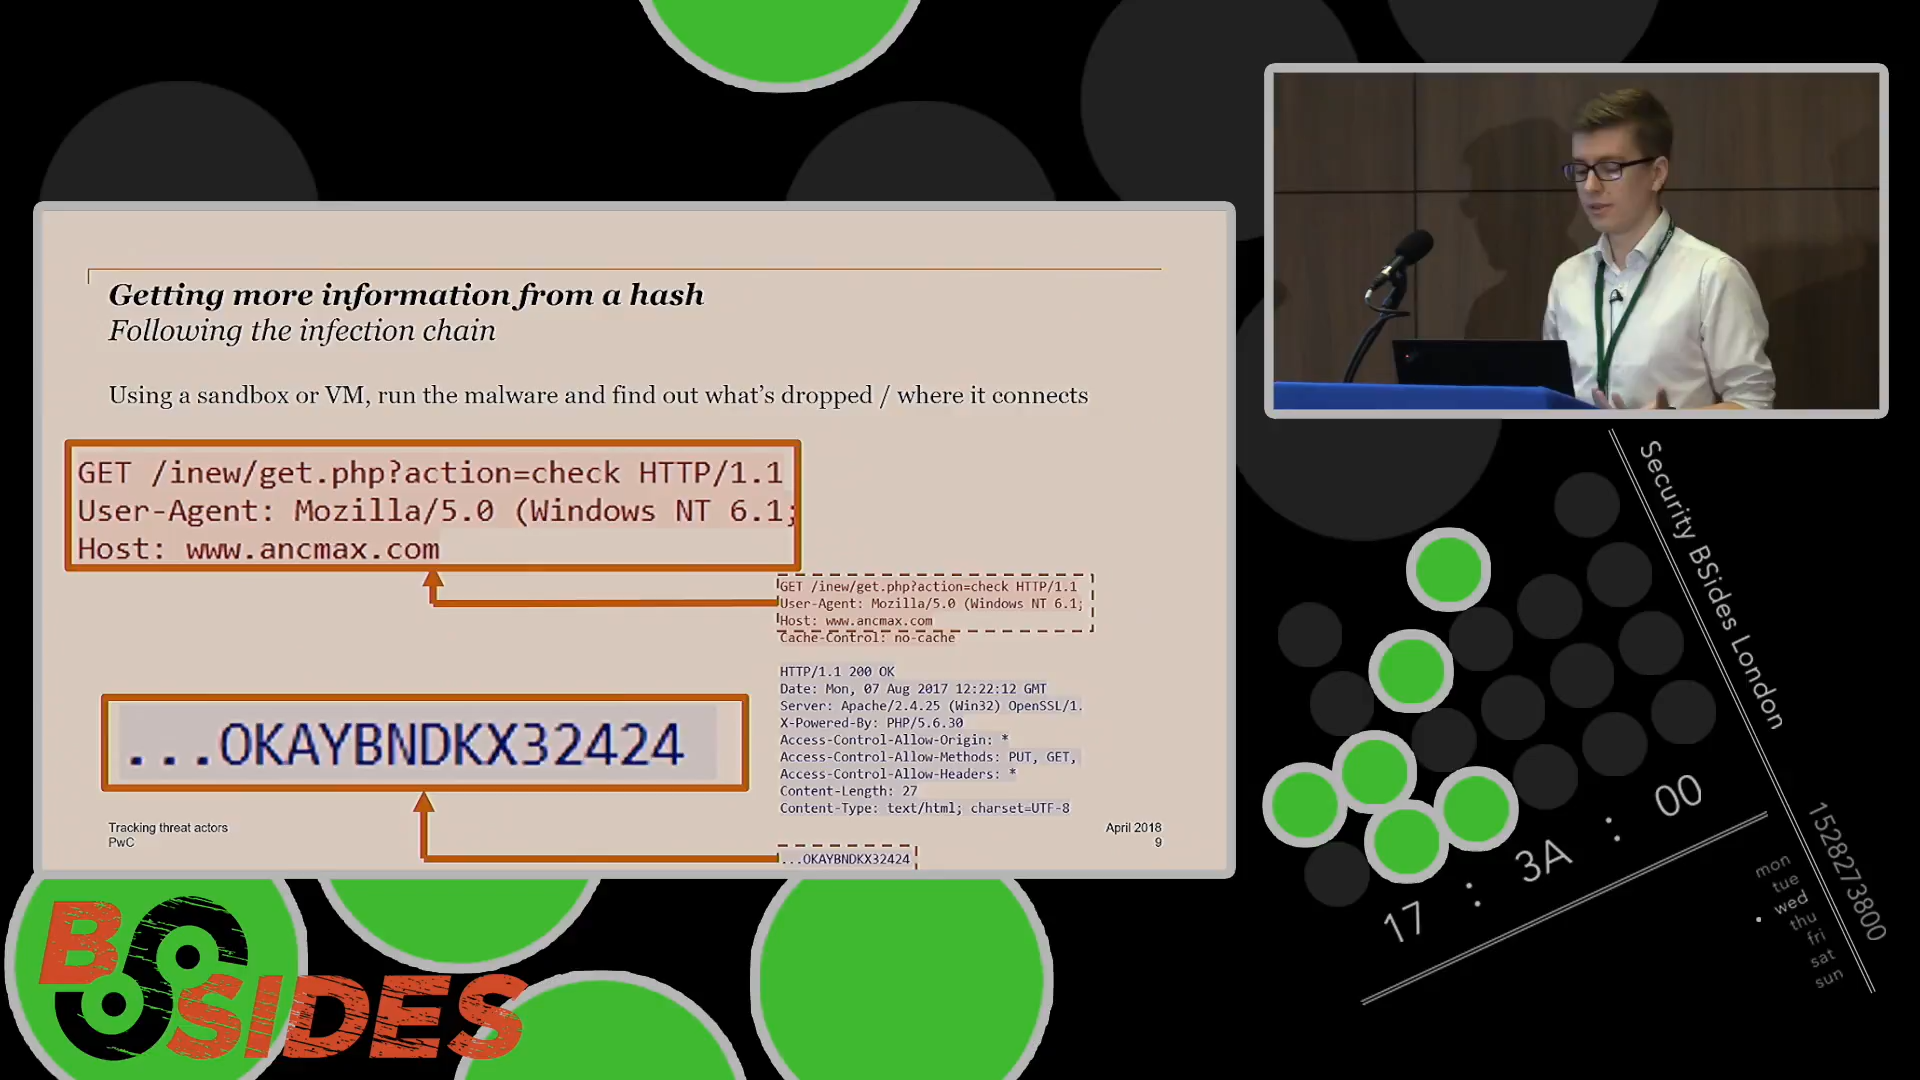 Getting more information from a hash
Following the infection chain
Using a sandbox or VM, run the malware and find out what's dropped / where it connects
GET /inew/get.php?action=check HTTP/1.1
User-Agent: Mozilla/5.0 (Windows NT 6.1;
Host: www.ancmax.com
GET /inew/get.php?action=check HTTP/1.1
User-Agent: Mozilla/5.0 (Windows NT 6.1;
Host: www.ancmax.com
Cache-Control: no-cache
HTTP/1.1 200 OK
Date: Mon, 07 Aug 2017 12:22:12 GMT
Server: Apache/2.4.25 (Win32) OpenSSL/1.
X-Powered-By: PHP/5.6.30
Access-Control-Allow-Origin: *
Access-Control-Allow-Methods: PUT, GET,
Access-Control-Allow-Headers: *
Content-Length: 27
Content-Type: text/html; charset=UTF-8
...OKAYBNDKX32424
...OKAYBNDKX32424
Tracking threat actors
PwC
April 2018
9
Security BSides London
17 : 3A : 00
1528273800
mon
tue
wed
thu
fri
sat
sun
BSIDES